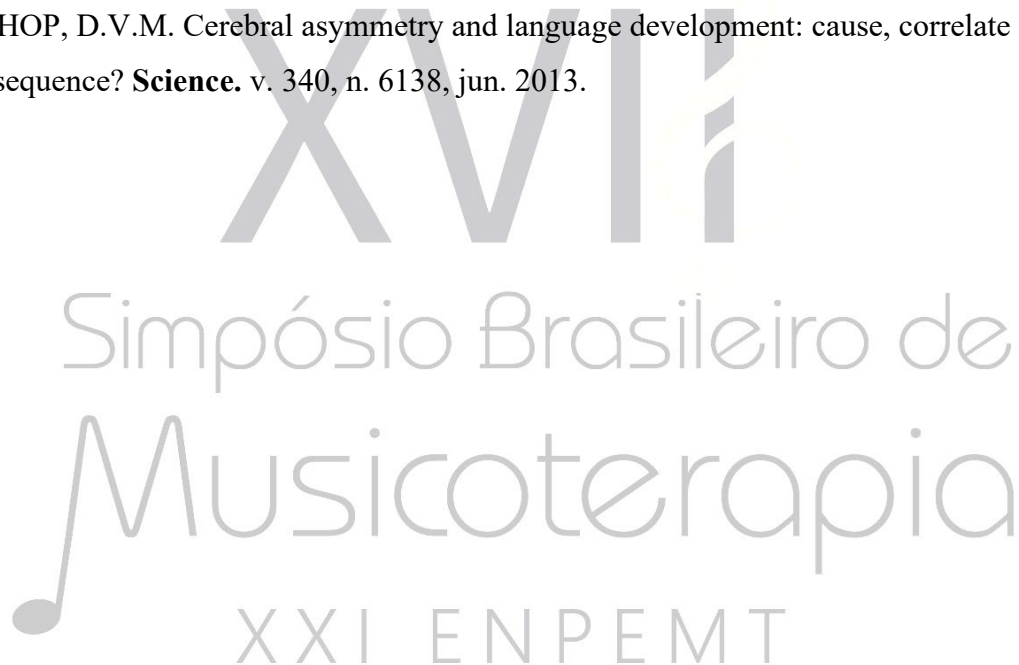 HOP, D.V.M. Cerebral asymmetry and language development: cause, correlate
sequence? Science. v. 340, n. 6138, jun. 2013.
XVII
Simpósio Brasileiro de
Musicoterapia
XXI ENPEMT